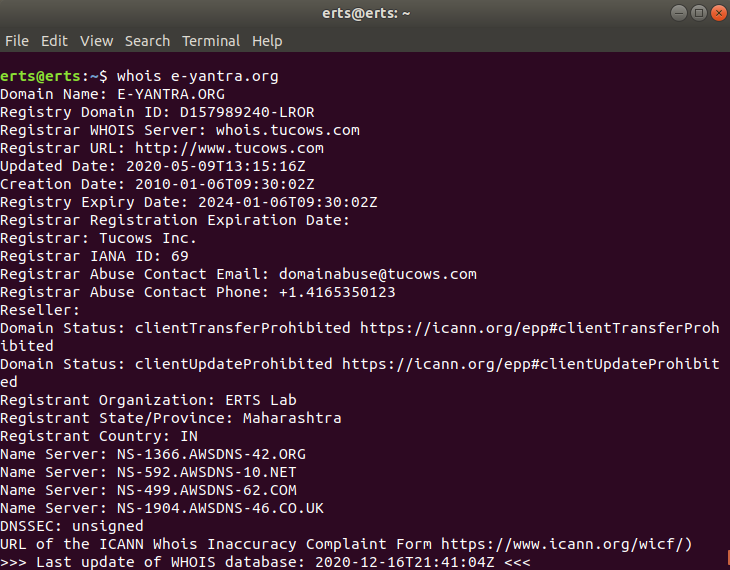 erts@erts: ~
File Edit View Search Terminal Help
erts@erts:~$ whois e-yantra.org
Domain Name: E-YANTRA.ORG
Registry Domain ID: D157989240-LROR
Registrar WHOIS Server: whois.tucows.com
Registrar URL: http://www.tucows.com
Updated Date: 2020-05-09T13:15:16Z
Creation Date: 2010-01-06T09:30:02Z
Registry Expiry Date: 2024-01-06T09:30:02Z
Registrar Registration Expiration Date:
Registrar: Tucows Inc.
Registrar IANA ID: 69
Registrar Abuse Contact Email: domainabuse@tucows.com
Registrar Abuse Contact Phone: +1.4165350123
Reseller:
Domain Status: clientTransferProhibited https://icann.org/epp#clientTransferProh
ibited
Domain Status: clientUpdateProhibited https://icann.org/epp#clientUpdateProhibit
ed
Registrant Organization: ERTS Lab
Registrant State/Province: Maharashtra
Registrant Country: IN
Name Server: NS-1366.AWSDNS-42.ORG
Name Server: NS-592.AWSDNS-10.NET
Name Server: NS-499.AWSDNS-62.COM
Name Server: NS-1904.AWSDNS-46.CO.UK
DNSSEC: unsigned
URL of the ICANN Whois Inaccuracy Complaint Form https://www.icann.org/wicf/)
>>> Last update of WHOIS database: 2020-12-16T21:41:04Z <<<